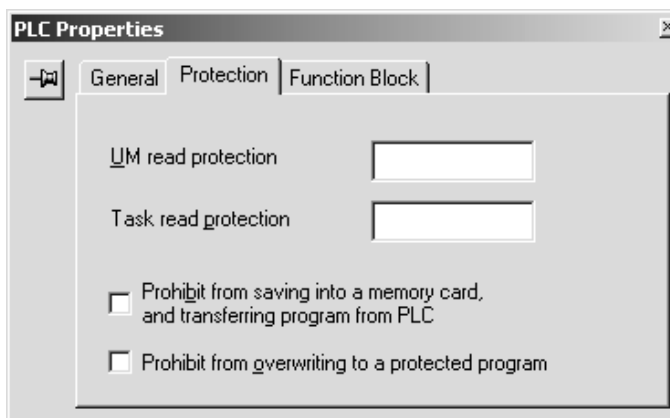 PLC Properties
General Protection Function Block
UM read protection
Task read protection
Prohibit from saving into a memory card,
and transferring program from PLC
Prohibit from overwriting to a protected program